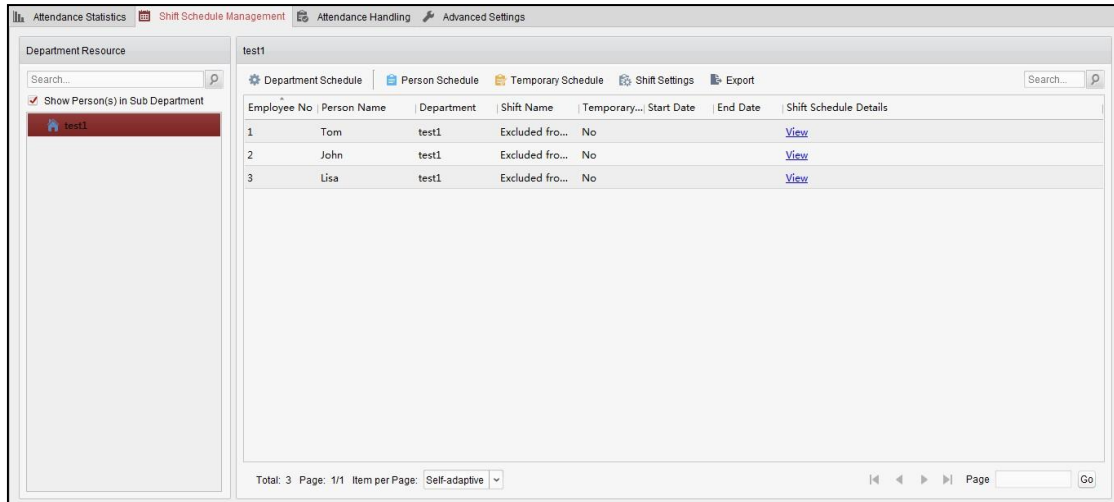 Attendance Statistics Shift Schedule Management Attendance Handling Advanced Settings
Department Resource
Search...
Show Person(s) in Sub Department
test1
test1
Department Schedule Person Schedule Temporary Schedule Shift Settings Export Search...
Employee No Person Name Department Shift Name Temporary... Start Date End Date Shift Schedule Details
1 Tom test1 Excluded fro... No View
2 John test1 Excluded fro... No View
3 Lisa test1 Excluded fro... No View
Total: 3 Page: 1/1 Item per Page: Self-adaptive Page Go